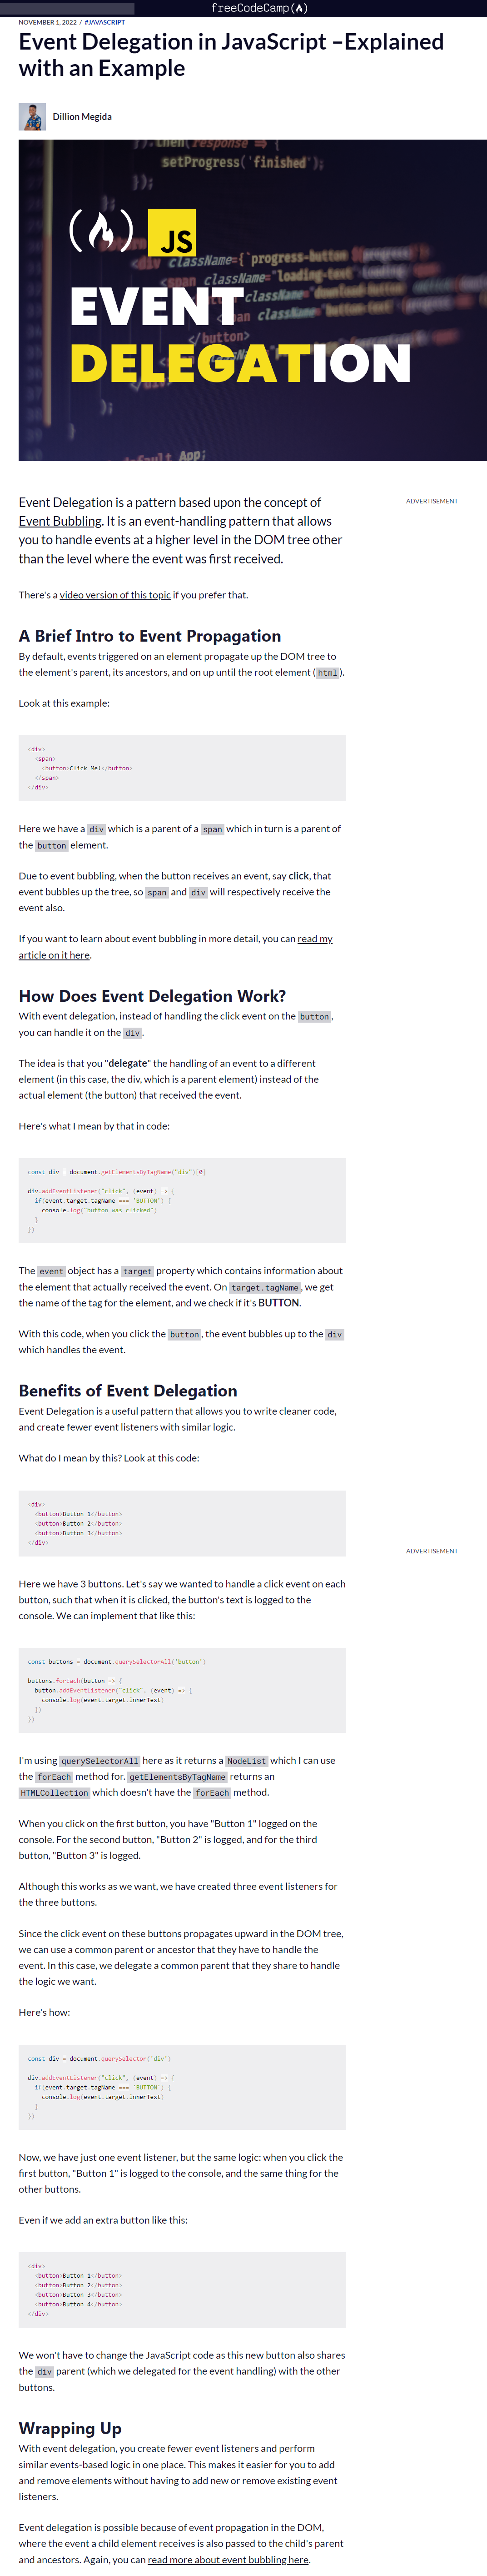 freeCodeCamp
NOVEMBER 1, 2022 / #JAVASCRIPT
Event Delegation in JavaScript –Explained
with an Example
Dillion Megida
.then(response => {
setProgress('finished');
});
JS
className={`progress-button ${progress
<span className="loading-text
className=
</button>
EVENT
DELEGATION
);
}
default App;
Event Delegation is a pattern based upon the concept of
ADVERTISEMENT
Event Bubbling. It is an event-handling pattern that allows
you to handle events at a higher level in the DOM tree other
than the level where the event was first received.
There's a video version of this topic if you prefer that.
A Brief Intro to Event Propagation
By default, events triggered on an element propagate up the DOM tree to
the element's parent, its ancestors, and on up until the root element ( html ).
Look at this example:
<div>
<span>
<button>Click Me!</button>
</span>
</div>
Here we have a div which is a parent of a span which in turn is a parent of
the button element.
Due to event bubbling, when the button receives an event, say click, that
event bubbles up the tree, so span and div will respectively receive the
event also.
If you want to learn about event bubbling in more detail, you can read my
article on it here.
How Does Event Delegation Work?
With event delegation, instead of handling the click event on the button ,
you can handle it on the div .
The idea is that you "delegate" the handling of an event to a different
element (in this case, the div, which is a parent element) instead of the
actual element (the button) that received the event.
Here's what I mean by that in code:
const div = document.getElementsByTagName("div")[0]
div.addEventListener("click", (event) => {
if(event.target.tagName === 'BUTTON') {
console.log("button was clicked")
}
})
The event object has a target property which contains information about
the element that actually received the event. On target.tagName , we get
the name of the tag for the element, and we check if it's BUTTON.
With this code, when you click the button , the event bubbles up to the div
which handles the event.
Benefits of Event Delegation
Event Delegation is a useful pattern that allows you to write cleaner code,
and create fewer event listeners with similar logic.
What do I mean by this? Look at this code:
<div>
<button>Button 1</button>
<button>Button 2</button>
<button>Button 3</button>
</div>
ADVERTISEMENT
Here we have 3 buttons. Let's say we wanted to handle a click event on each
button, such that when it is clicked, the button's text is logged to the
console. We can implement that like this:
const buttons = document.querySelectorAll('button')
buttons.forEach(button => {
button.addEventListener("click", (event) => {
console.log(event.target.innerText)
})
})
I'm using querySelectorAll here as it returns a NodeList which I can use
the forEach method for. getElementsByTagName returns an
HTMLCollection which doesn't have the forEach method.
When you click on the first button, you have "Button 1" logged on the
console. For the second button, "Button 2" is logged, and for the third
button, "Button 3" is logged.
Although this works as we want, we have created three event listeners for
the three buttons.
Since the click event on these buttons propagates upward in the DOM tree,
we can use a common parent or ancestor that they have to handle the
event. In this case, we delegate a common parent that they share to handle
the logic we want.
Here's how:
const div = document.querySelector('div')
div.addEventListener("click", (event) => {
if(event.target.tagName === 'BUTTON') {
console.log(event.target.innerText)
}
})
Now, we have just one event listener, but the same logic: when you click the
first button, "Button 1" is logged to the console, and the same thing for the
other buttons.
Even if we add an extra button like this:
<div>
<button>Button 1</button>
<button>Button 2</button>
<button>Button 3</button>
<button>Button 4</button>
</div>
We won't have to change the JavaScript code as this new button also shares
the div parent (which we delegated for the event handling) with the other
buttons.
Wrapping Up
With event delegation, you create fewer event listeners and perform
similar events-based logic in one place. This makes it easier for you to add
and remove elements without having to add new or remove existing event
listeners.
Event delegation is possible because of event propagation in the DOM,
where the event a child element receives is also passed to the child's parent
and ancestors. Again, you can read more about event bubbling here.